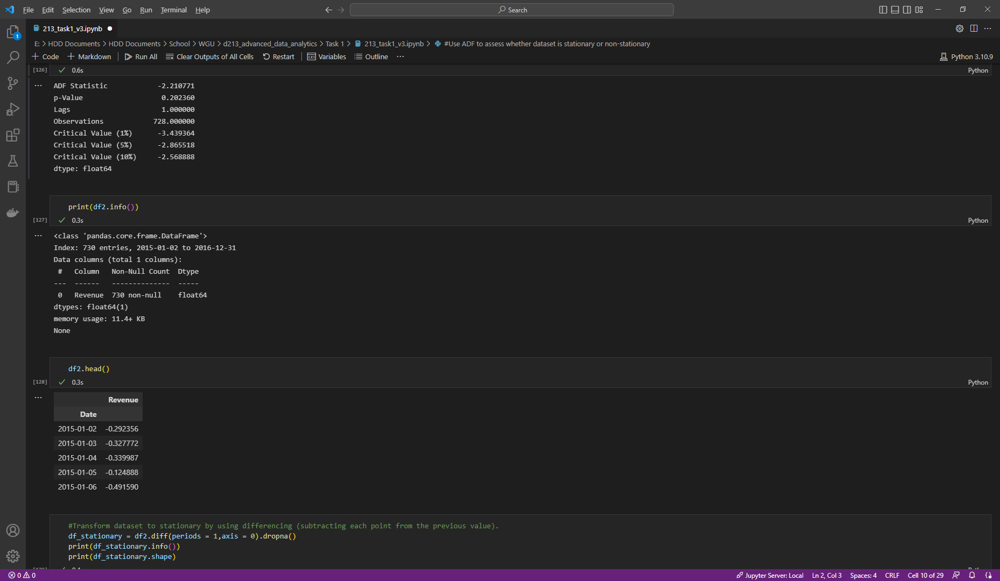 File Edit Selection View Go Run Terminal Help
Search
213_task1_v3.ipynb
E: > HDD Documents > HDD Documents > School > WGU > d213_advanced_data_analytics > Task 1 > 213_task1_v3.ipynb > #Use ADF to assess whether dataset is stationary or non-stationary
Code Markdown Run All Clear Outputs of All Cells Restart Variables Outline ... Python 3.10.9
[126] 0.6s Python
ADF Statistic -2.210771
p-Value 0.202360
Lags 1.000000
Observations 728.000000
Critical Value (1%) -3.439364
Critical Value (5%) -2.865518
Critical Value (10%) -2.568888
dtype: float64
print(df2.info())
[127] 0.3s Python
<class 'pandas.core.frame.DataFrame'>
Index: 730 entries, 2015-01-02 to 2016-12-31
Data columns (total 1 columns):
# Column Non-Null Count Dtype
--- ------ -------------- -----
0 Revenue 730 non-null float64
dtypes: float64(1)
memory usage: 11.4+ KB
None
df2.head()
[128] 0.3s Python
Revenue
Date
2015-01-02 -0.292356
2015-01-03 -0.327772
2015-01-04 -0.339987
2015-01-05 -0.124888
2015-01-06 -0.491590
#Transform dataset to stationary by using differencing (subtracting each point from the previous value).
df_stationary = df2.diff(periods = 1,axis = 0).dropna()
print(df_stationary.info())
print(df_stationary.shape)
0 0 Jupyter Server: Local Ln 2, Col 3 Spaces: 4 CRLF Cell 10 of 29
1